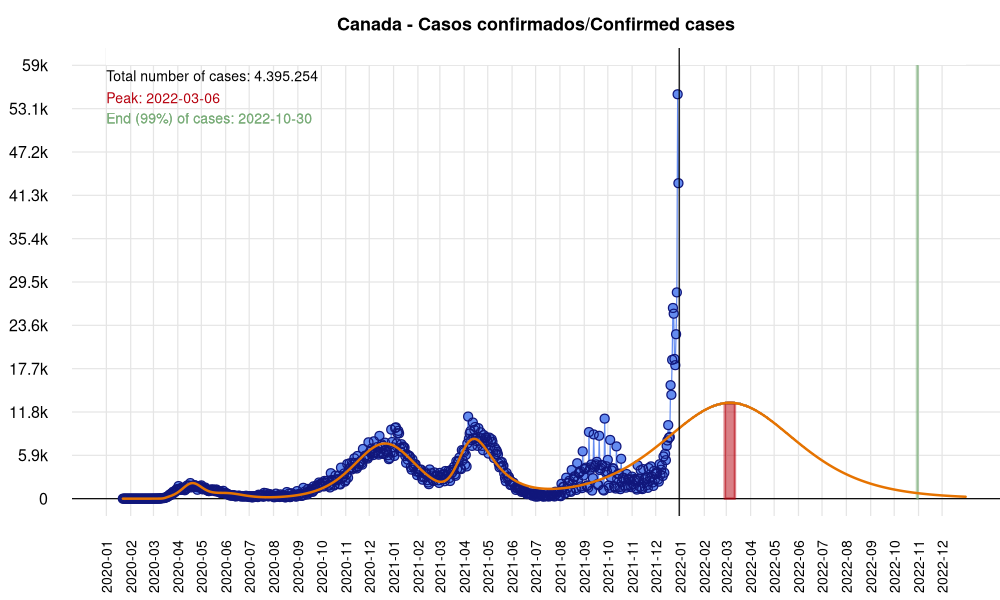 Canada - Casos confirmados/Confirmed cases
Total number of cases: 4.395.254
Peak: 2022-03-06
End (99%) of cases: 2022-10-30
59k
53.1k
47.2k
41.3k
35.4k
29.5k
23.6k
17.7k
11.8k
5.9k
0
2020-01
2020-02
2020-03
2020-04
2020-05
2020-06
2020-07
2020-08
2020-09
2020-10
2020-11
2020-12
2021-01
2021-02
2021-03
2021-04
2021-05
2021-06
2021-07
2021-08
2021-09
2021-10
2021-11
2021-12
2022-01
2022-02
2022-03
2022-04
2022-05
2022-06
2022-07
2022-08
2022-09
2022-10
2022-11
2022-12